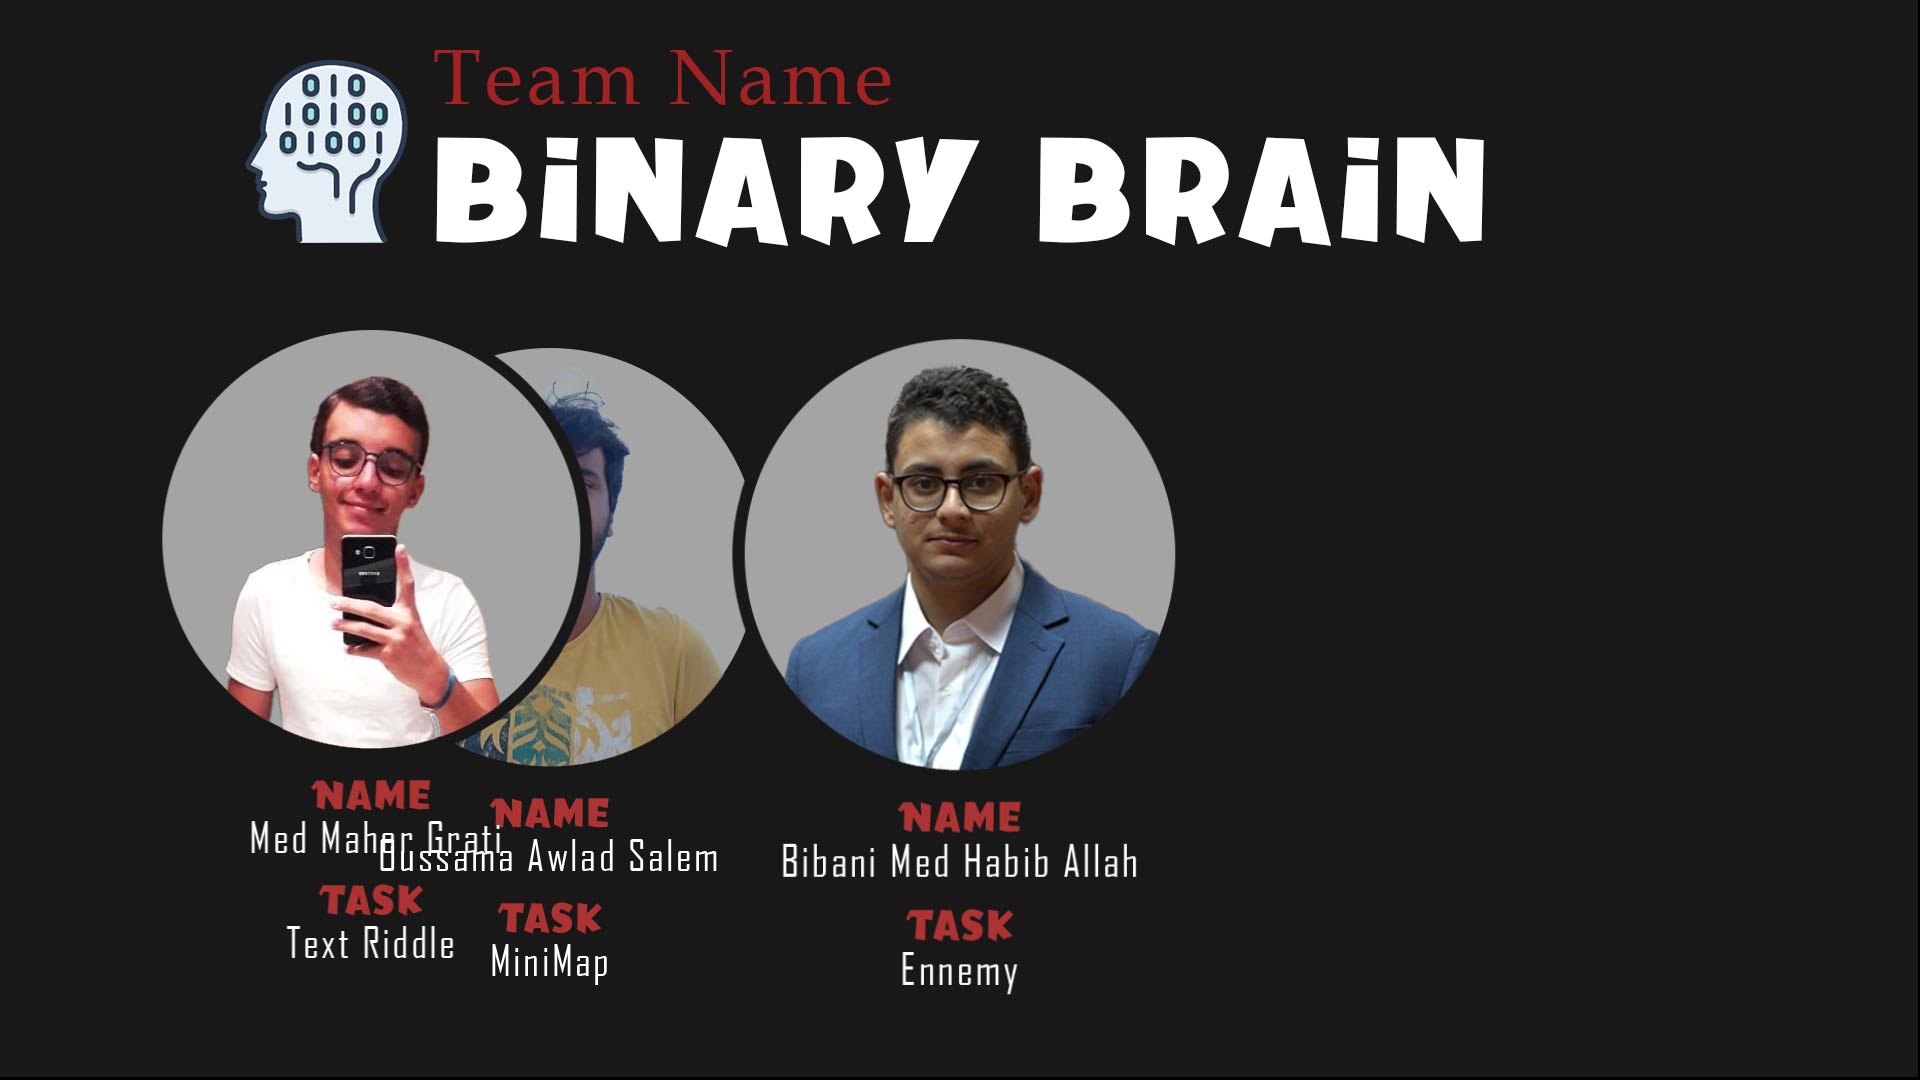 010
10100
01001
Team Name
BiNARY BRAiN
NAME
Med Maher Grati
TASK
Text Riddle
NAME
Oussama Awlad Salem
TASK
MiniMap
NAME
Bibani Med Habib Allah
TASK
Ennemy